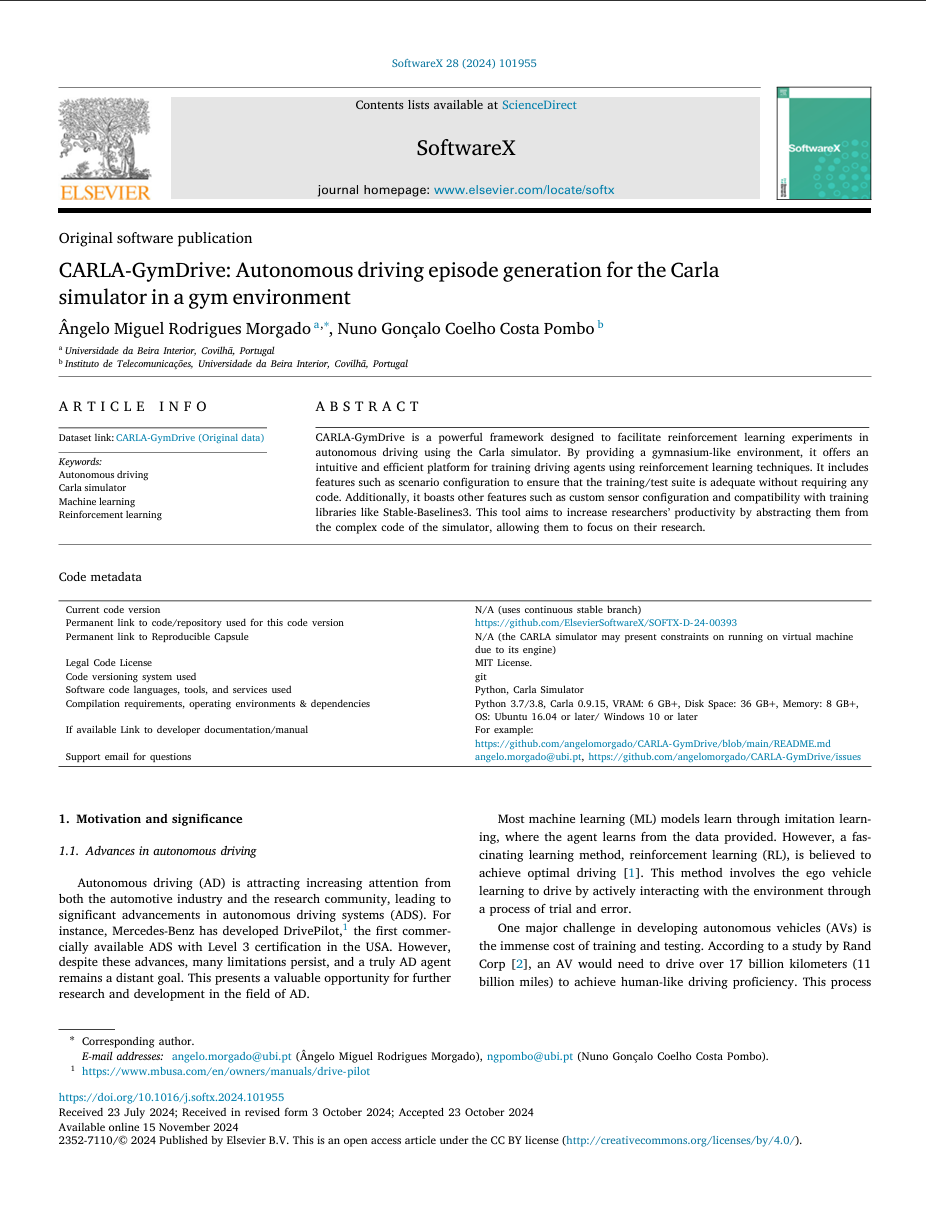 SoftwareX 28 (2024) 101955
Contents lists available at ScienceDirect
SoftwareX
journal homepage: www.elsevier.com/locate/softx
ELSEVIER
SoftwareX
Original software publication
CARLA-GymDrive: Autonomous driving episode generation for the Carla
simulator in a gym environment
Ângelo Miguel Rodrigues Morgado a,*, Nuno Gonçalo Coelho Costa Pombo b
a Universidade da Beira Interior, Covilhã, Portugal
b Instituto de Telecomunicações, Universidade da Beira Interior, Covilhã, Portugal
ARTICLE INFO
Dataset link: CARLA-GymDrive (Original data)
Keywords:
Autonomous driving
Carla simulator
Machine learning
Reinforcement learning
ABSTRACT
CARLA-GymDrive is a powerful framework designed to facilitate reinforcement learning experiments in
autonomous driving using the Carla simulator. By providing a gymnasium-like environment, it offers an
intuitive and efficient platform for training driving agents using reinforcement learning techniques. It includes
features such as scenario configuration to ensure that the training/test suite is adequate without requiring any
code. Additionally, it boasts other features such as custom sensor configuration and compatibility with training
libraries like Stable-Baselines3. This tool aims to increase researchers' productivity by abstracting them from
the complex code of the simulator, allowing them to focus on their research.
Code metadata
Current code version N/A (uses continuous stable branch)
Permanent link to code/repository used for this code version https://github.com/ElsevierSoftwareX/SOFTX-D-24-00393
Permanent link to Reproducible Capsule N/A (the CARLA simulator may present constraints on running on virtual machine
due to its engine)
Legal Code License MIT License.
Code versioning system used git
Software code languages, tools, and services used Python, Carla Simulator
Compilation requirements, operating environments & dependencies Python 3.7/3.8, Carla 0.9.15, VRAM: 6 GB+, Disk Space: 36 GB+, Memory: 8 GB+,
OS: Ubuntu 16.04 or later/ Windows 10 or later
If available Link to developer documentation/manual For example:
https://github.com/angelomorgado/CARLA-GymDrive/blob/main/README.md
Support email for questions angelo.morgado@ubi.pt, https://github.com/angelomorgado/CARLA-GymDrive/issues
1. Motivation and significance
1.1. Advances in autonomous driving
Autonomous driving (AD) is attracting increasing attention from
both the automotive industry and the research community, leading to
significant advancements in autonomous driving systems (ADS). For
instance, Mercedes-Benz has developed DrivePilot,1 the first commer-
cially available ADS with Level 3 certification in the USA. However,
despite these advances, many limitations persist, and a truly AD agent
remains a distant goal. This presents a valuable opportunity for further
research and development in the field of AD.
Most machine learning (ML) models learn through imitation learn-
ing, where the agent learns from the data provided. However, a fas-
cinating learning method, reinforcement learning (RL), is believed to
achieve optimal driving [1]. This method involves the ego vehicle
learning to drive by actively interacting with the environment through
a process of trial and error.
One major challenge in developing autonomous vehicles (AVs) is
the immense cost of training and testing. According to a study by Rand
Corp [2], an AV would need to drive over 17 billion kilometers (11
billion miles) to achieve human-like driving proficiency. This process
* Corresponding author.
E-mail addresses: angelo.morgado@ubi.pt (Ângelo Miguel Rodrigues Morgado), ngpombo@ubi.pt (Nuno Gonçalo Coelho Costa Pombo).
1 https://www.mbusa.com/en/owners/manuals/drive-pilot
https://doi.org/10.1016/j.softx.2024.101955
Received 23 July 2024; Received in revised form 3 October 2024; Accepted 23 October 2024
Available online 15 November 2024
2352-7110/© 2024 Published by Elsevier B.V. This is an open access article under the CC BY license (http://creativecommons.org/licenses/by/4.0/).